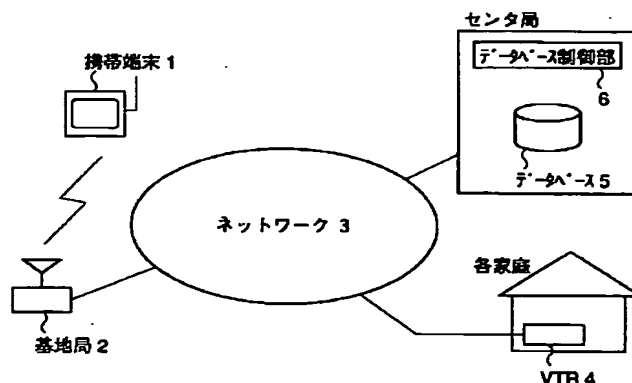 センタ局
データベース制御部
6
データベース5
携帯端末1
ネットワーク 3
基地局2
各家庭
VTR 4